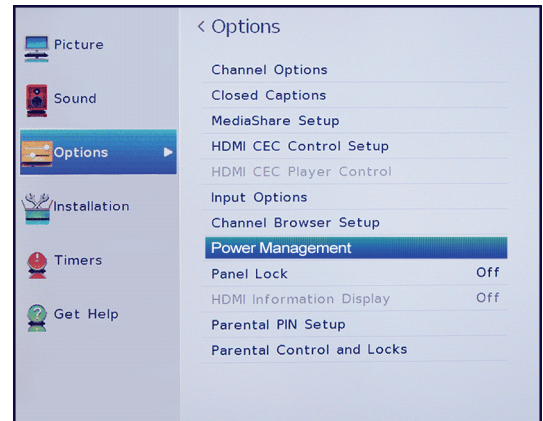 Picture
Sound
Options
Installation
Timers
Get Help
< Options
Channel Options
Closed Captions
MediaShare Setup
HDMI CEC Control Setup
HDMI CEC Player Control
Input Options
Channel Browser Setup
Power Management
Panel Lock Off
HDMI Information Display Off
Parental PIN Setup
Parental Control and Locks